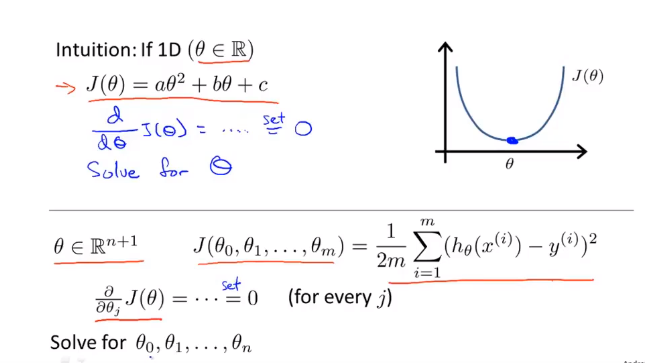 Intuition: If 1D (θ ∈ ℝ)
→ J(θ) = aθ² + bθ + c
d/dθ J(θ) = .... set = 0
Solve for θ
J(θ)
θ
θ ∈ ℝⁿ⁺¹ J(θ₀, θ₁, . . . , θₘ) = 1/2m ∑ᵢ₌₁ᵐ (h_θ(x⁽ⁱ⁾) − y⁽ⁱ⁾)²
∂/∂θⱼ J(θ) = ··· set = 0 (for every j)
Solve for θ₀, θ₁, . . . , θₙ